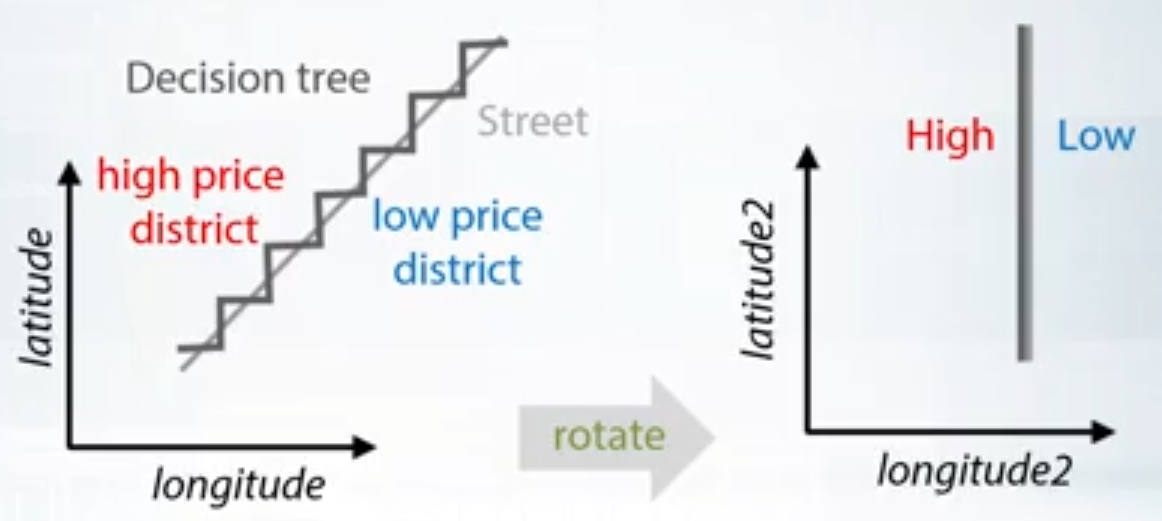 Decision tree
Street
high price
district
low price
district
latitude
longitude
rotate
High
Low
latitude2
longitude2